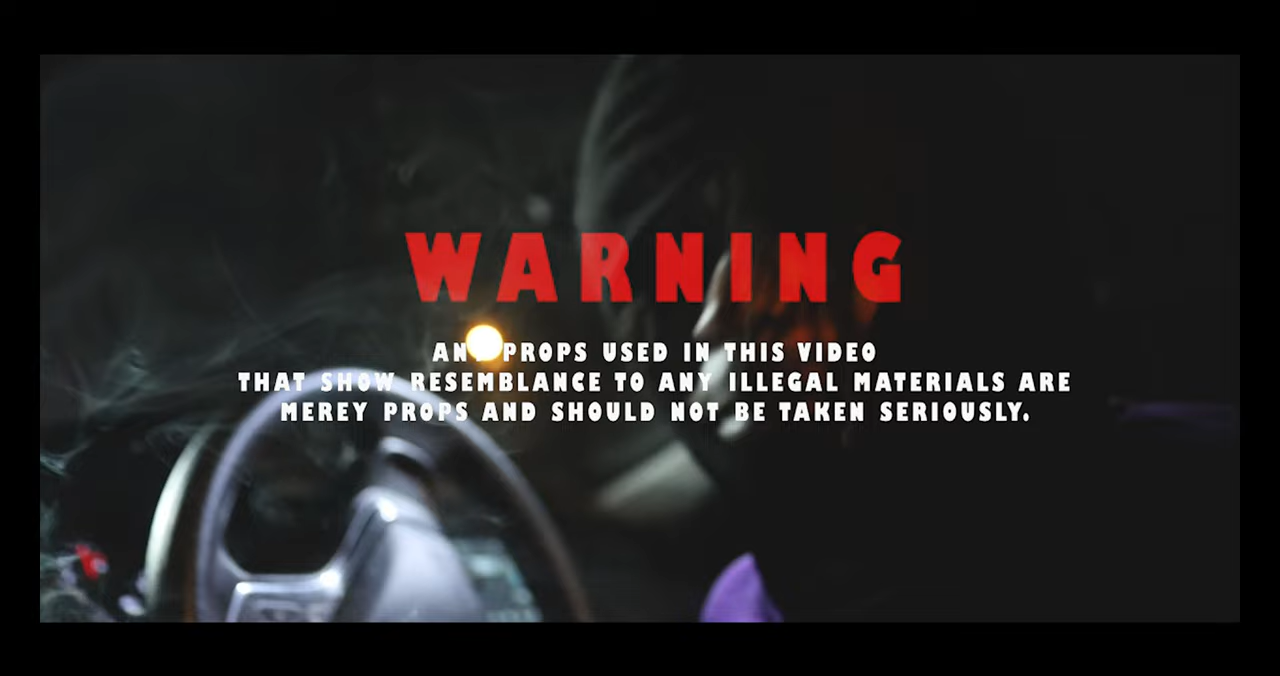 WARNING
ANY PROPS USED IN THIS VIDEO
THAT SHOW RESEMBLANCE TO ANY ILLEGAL MATERIALS ARE
MEREY PROPS AND SHOULD NOT BE TAKEN SERIOUSLY.